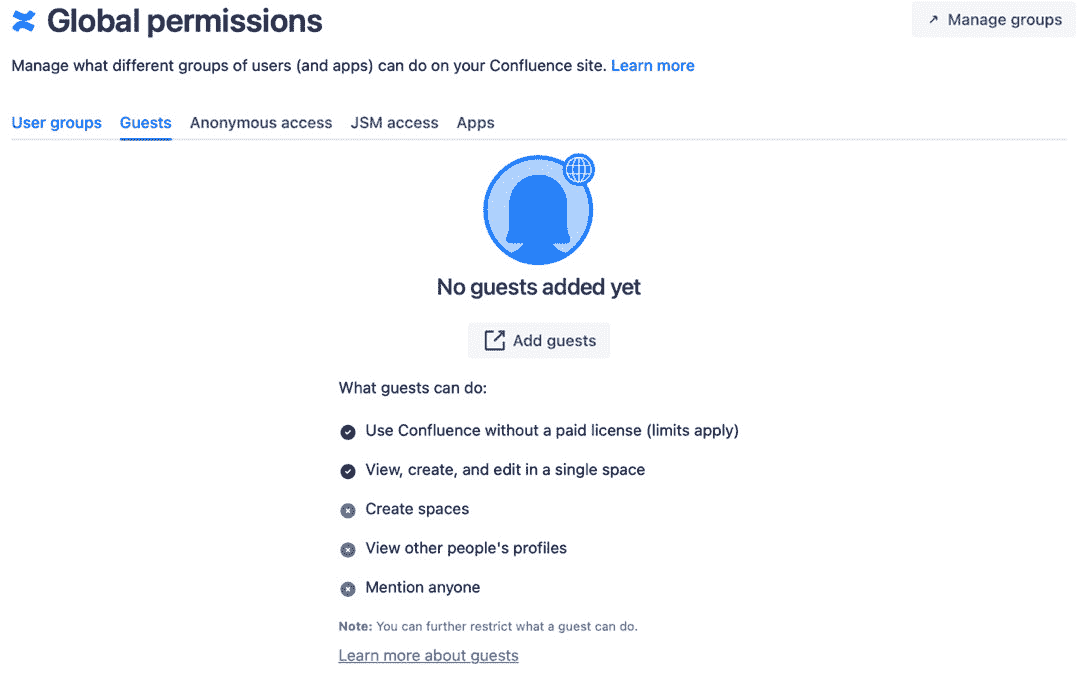 Global permissions
Manage groups
Manage what different groups of users (and apps) can do on your Confluence site. Learn more
User groups Guests Anonymous access JSM access Apps
No guests added yet
Add guests
What guests can do:
Use Confluence without a paid license (limits apply)
View, create, and edit in a single space
Create spaces
View other people's profiles
Mention anyone
Note: You can further restrict what a guest can do.
Learn more about guests